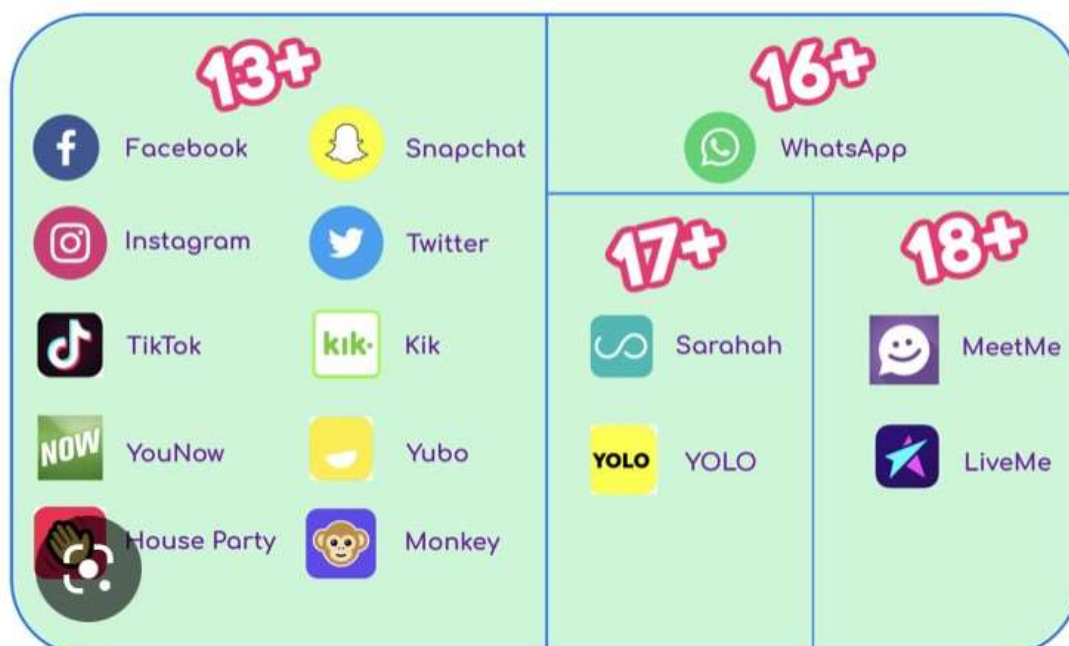 13+
Facebook
Snapchat
Instagram
Twitter
TikTok
kik.
Kik
NOW
YouNow
Yubo
House Party
Monkey
16+
WhatsApp
17+
Sarahah
YOLO
YOLO
18+
MeetMe
LiveMe